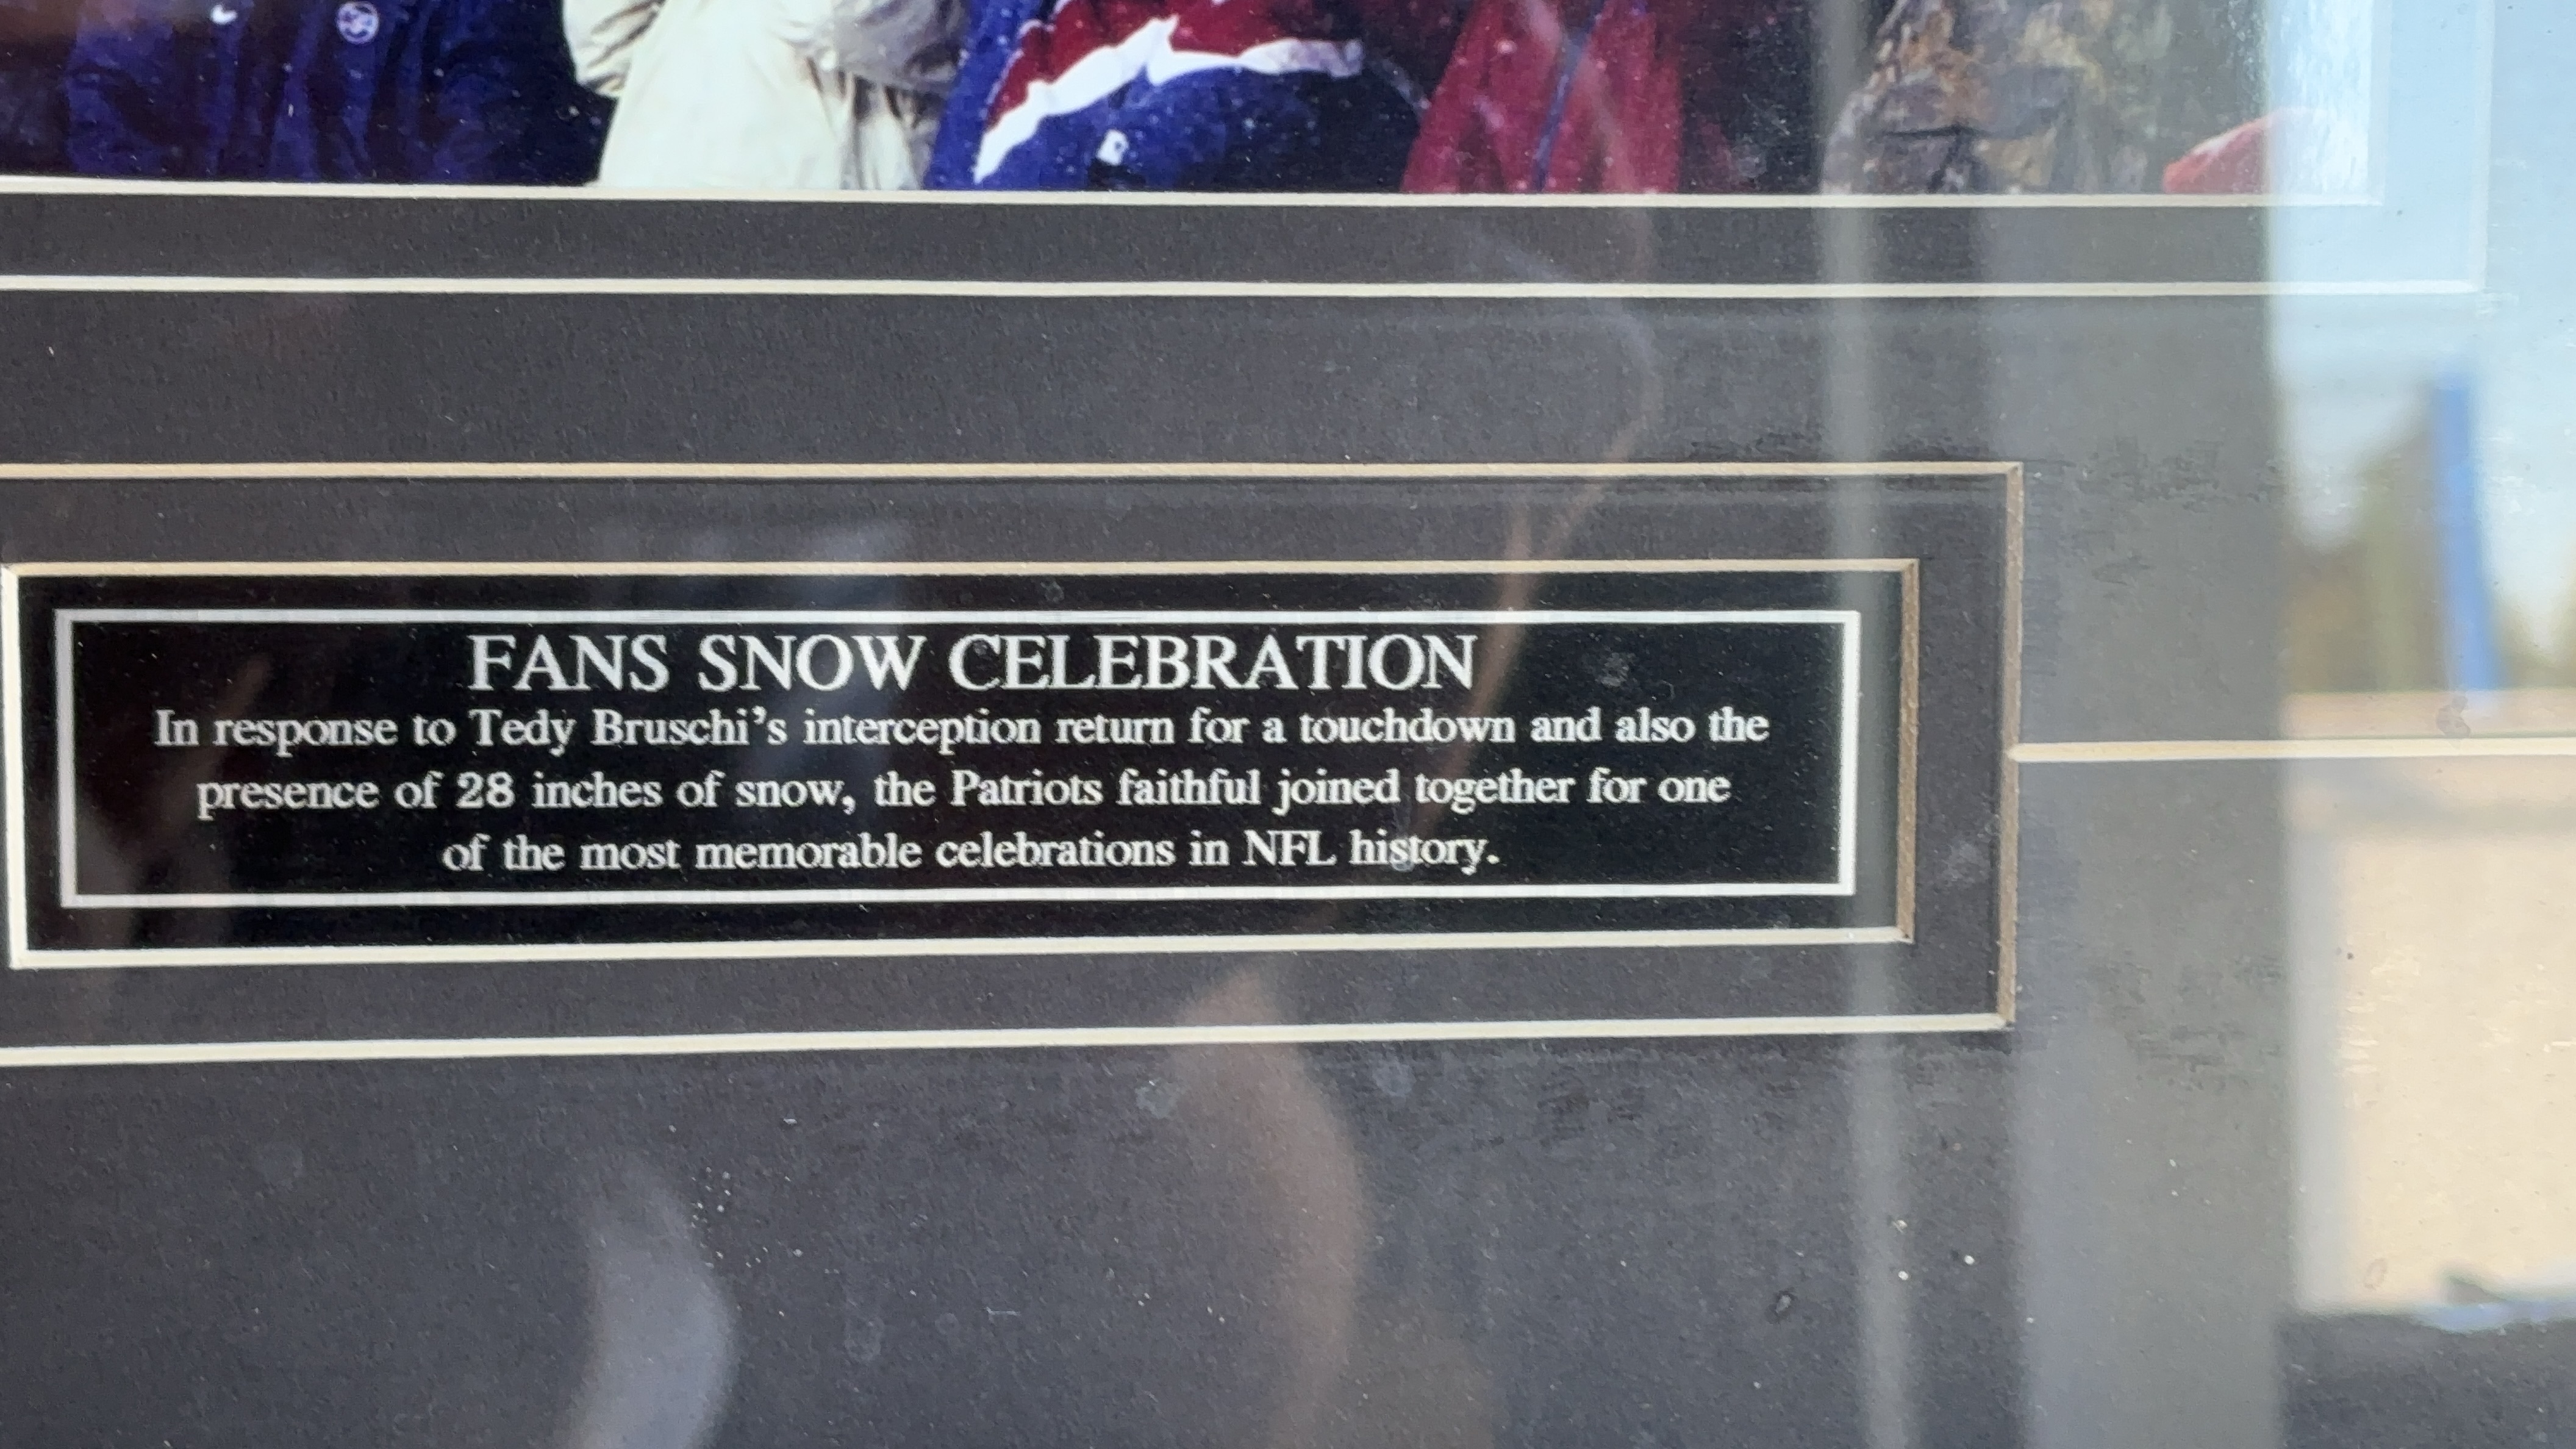 FANS SNOW CELEBRATION
In response to Tedy Bruschi's interception return for a touchdown and also the
presence of 28 inches of snow, the Patriots faithful joined together for one
of the most memorable celebrations in NFL history.